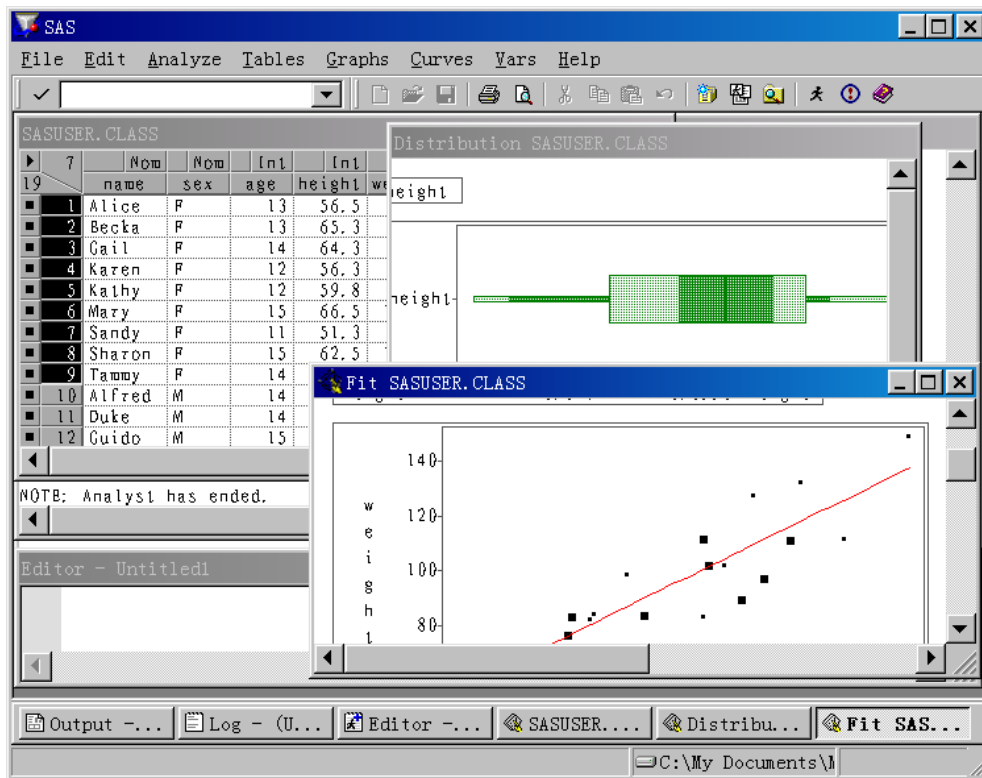 SAS
File Edit Analyze Tables Graphs Curves Vars Help
SASUSER.CLASS
7 Nom Nom Int Int
19 name sex age height we
1 Alice F 13 56.5
2 Becka F 13 65.3
3 Gail F 14 64.3
4 Karen F 12 56.3
5 Kathy F 12 59.8
6 Mary F 15 66.5
7 Sandy F 11 51.3
8 Sharon F 15 62.5
9 Tammy F 14
10 Alfred M 14
11 Duke M 14
12 Guido M 15
NOTE: Analyst has ended.
Editor - Untitled1
Distribution SASUSER.CLASS
height
height
Fit SASUSER.CLASS
140
120
100
80
weight
Output -...
Log - (U...
Editor -...
SASUSER....
Distribu...
Fit SAS...
C:\My Documents\M